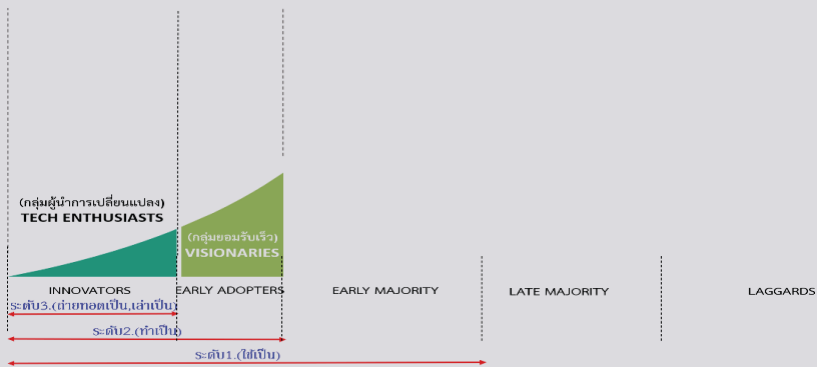 (กลุ่มผู้นำการเปลี่ยนแปลง)
TECH ENTHUSIASTS
(กลุ่มยอมรับเร็ว)
VISIONARIES
INNOVATORS
EARLY ADOPTERS
EARLY MAJORITY
LATE MAJORITY
LAGGARDS
ระดับ3.(ถ่ายทอดเป็น,เล่าเป็น)
ระดับ2.(ทำเป็น)
ระดับ1.(ใช้เป็น)